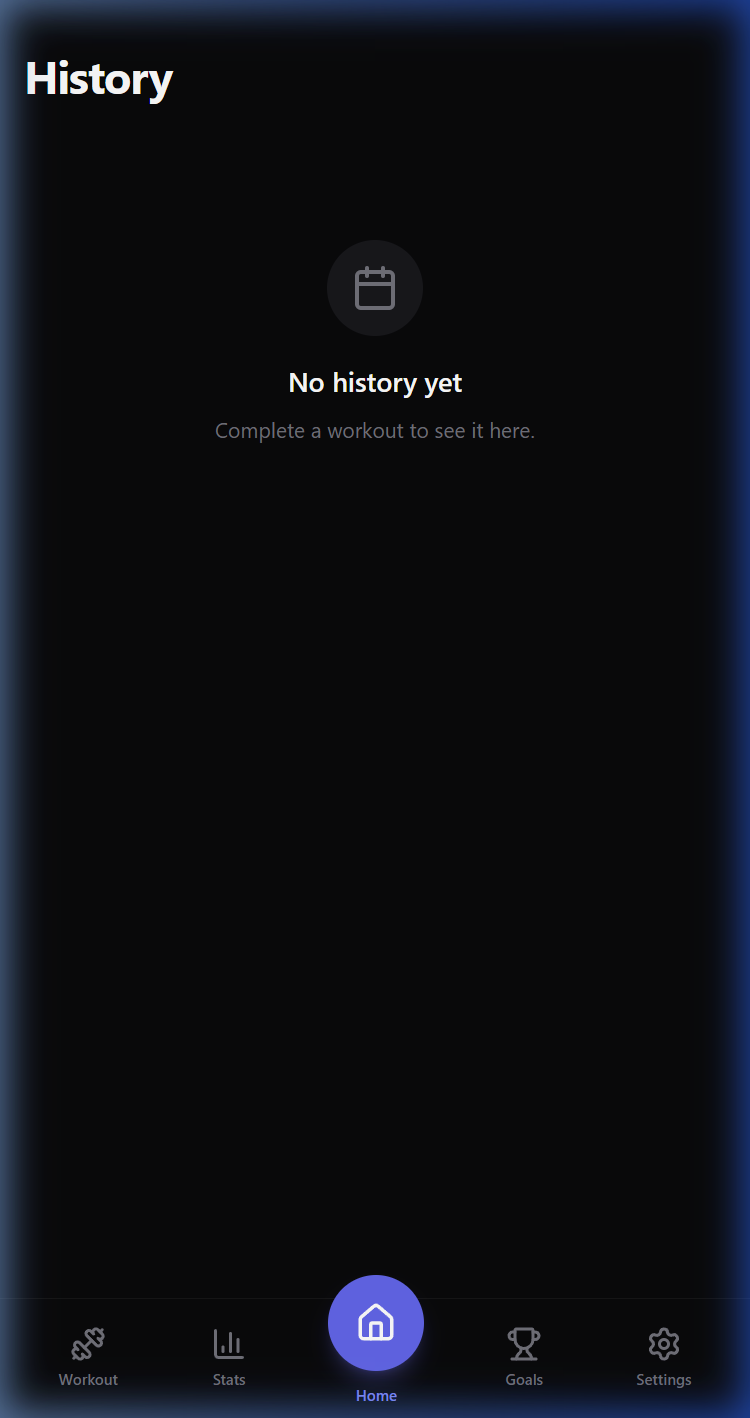 History
No history yet
Complete a workout to see it here.
Workout
Stats
Home
Goals
Settings